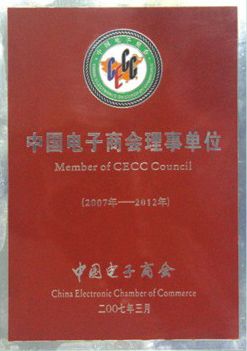 中国电子商会理事单位
Member of CECC Council
(2007年——2012年)
中国电子商会
China Electronic Chamber of Commerce
二〇〇七年三月